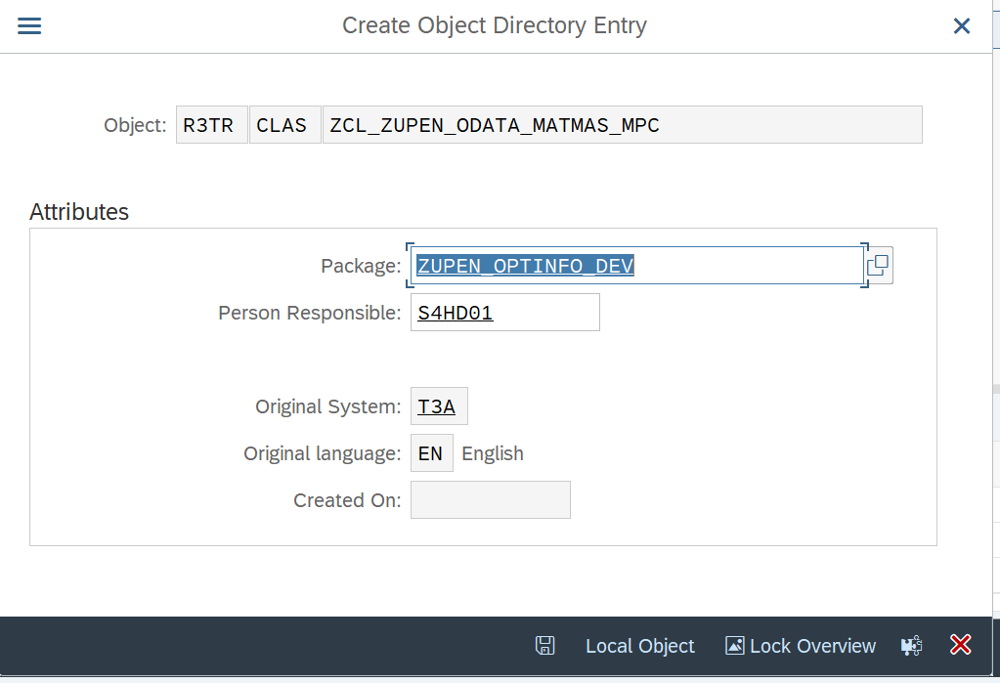 Create Object Directory Entry
Object: R3TR CLAS ZCL_ZUPEN_ODATA_MATMAS_MPC
Attributes
Package: ZUPEN_OPTINFO_DEV
Person Responsible: S4HD01
Original System: T3A
Original language: EN English
Created On:
Local Object Lock Overview